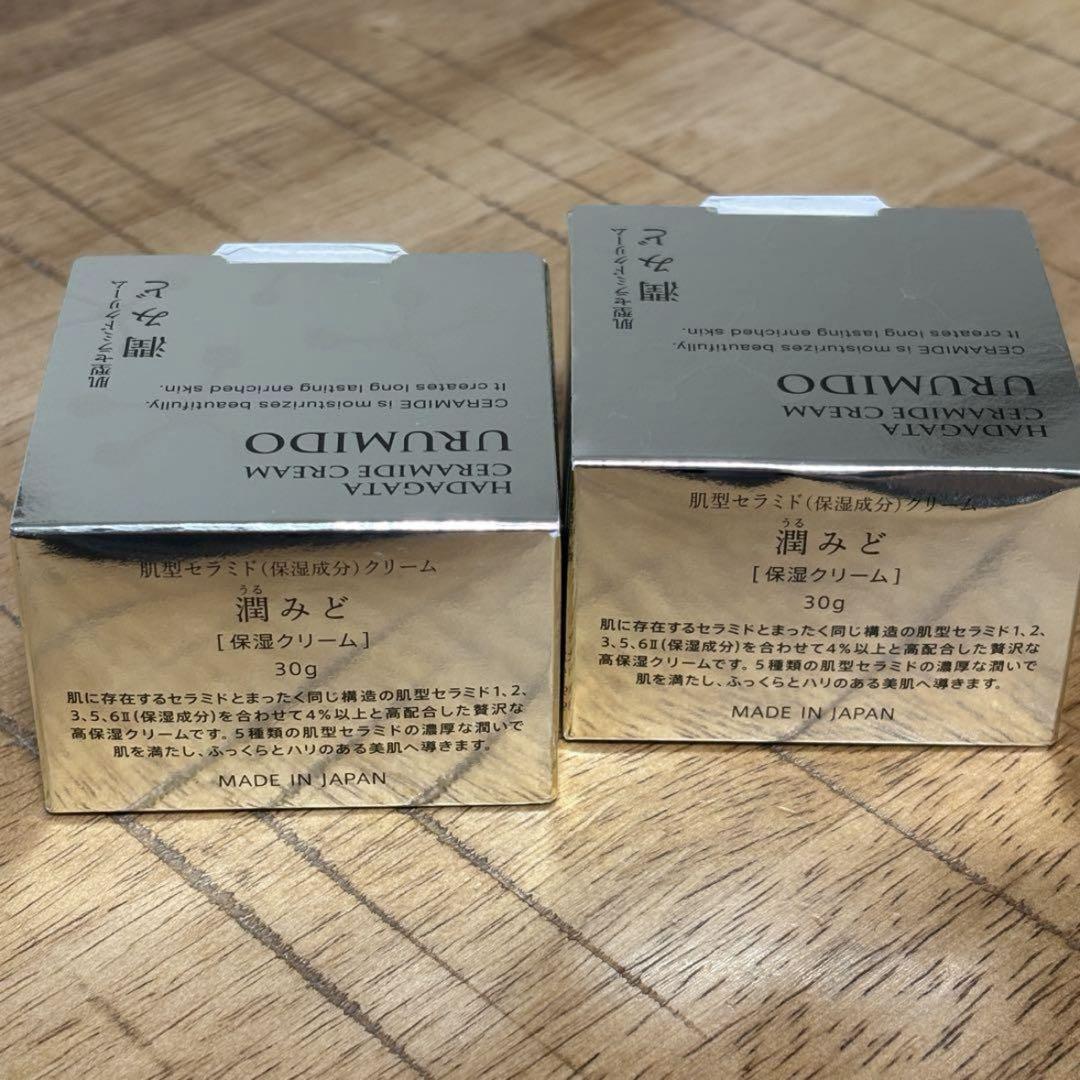 肌型セラミドクリーム
潤みど
HADAGATA
CERAMIDE CREAM
URUMIDO
CERAMIDE is moisturizes beautifully.
It creates long lasting enriched skin.
肌型セラミド(保湿成分)クリーム
うる
潤みど
[保湿クリーム]
30g
肌に存在するセラミドとまったく同じ構造の肌型セラミド1、2、
3、5、6Ⅱ(保湿成分)を合わせて4%以上と高配合した贅沢な
高保湿クリームです。5種類の肌型セラミドの濃厚な潤いで
肌を満たし、ふっくらとハリのある美肌へ導きます。
MADE IN JAPAN
肌型セラミドクリーム
潤みど
HADAGATA
CERAMIDE CREAM
URUMIDO
CERAMIDE is moisturizes beautifully.
It creates long lasting enriched skin.
肌型セラミド(保湿成分)クリーム
うる
潤みど
[保湿クリーム]
30g
肌に存在するセラミドとまったく同じ構造の肌型セラミド1、2、
3、5、6Ⅱ(保湿成分)を合わせて4%以上と高配合した贅沢な
高保湿クリームです。5種類の肌型セラミドの濃厚な潤いで
肌を満たし、ふっくらとハリのある美肌へ導きます。
MADE IN JAPAN